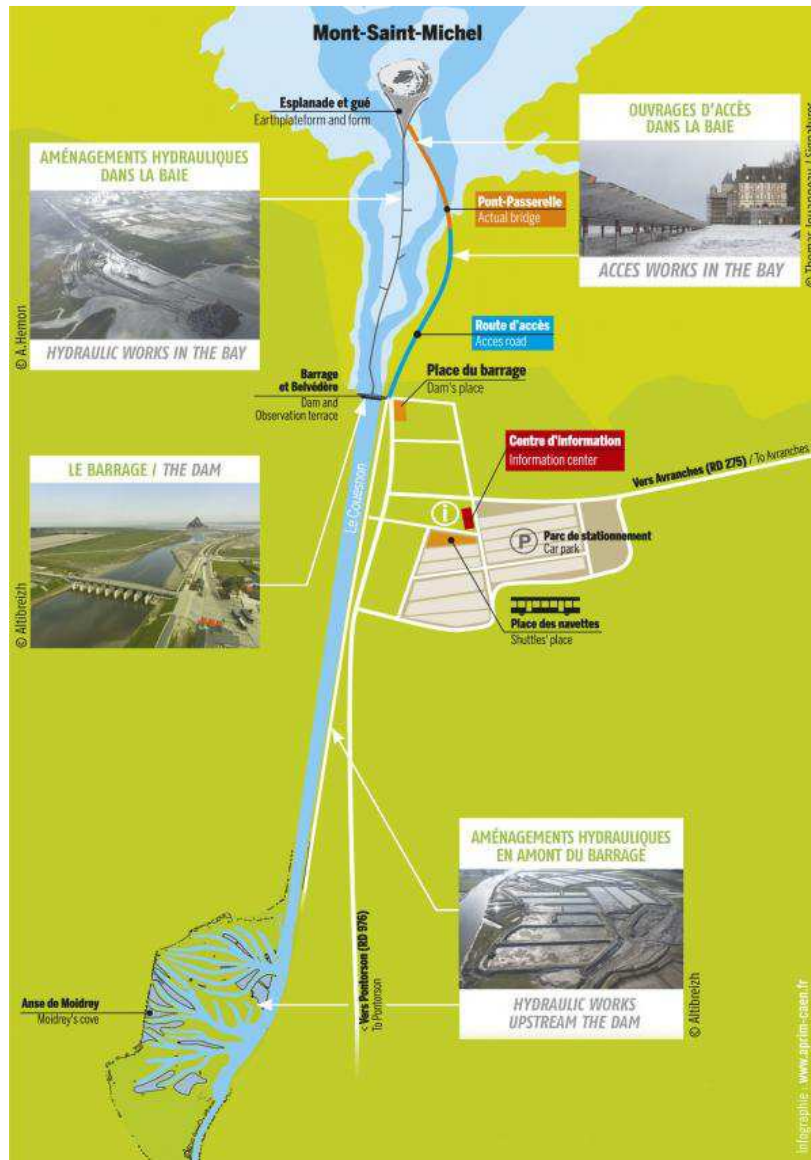 Mont-Saint-Michel
Esplanade et gué
Earthplateform and form
OUVRAGES D'ACCÈS
DANS LA BAIE
ACCES WORKS IN THE BAY
AMÉNAGEMENTS HYDRAULIQUES
DANS LA BAIE
HYDRAULIC WORKS IN THE BAY
© A.Hemon
Pont-Passerelle
Actual bridge
Route d'accès
Acces road
Barrage
et Belvédère
Dam and
Observation terrace
Place du barrage
Dam's place
Centre d'information
Information center
Vers Avranches (RD 275) / To Avranches
LE BARRAGE / THE DAM
© Altibreizh
Le Couesnon
i
P
Parc de stationnement
Car park
Place des navettes
Shuttles' place
AMÉNAGEMENTS HYDRAULIQUES
EN AMONT DU BARRAGE
HYDRAULIC WORKS
UPSTREAM THE DAM
© Altibreizh
< Vers Pontorson (RD 976)
To Pontorson
Anse de Moidrey
Moidrey's cove
Infographie : www.aprim-caen.fr